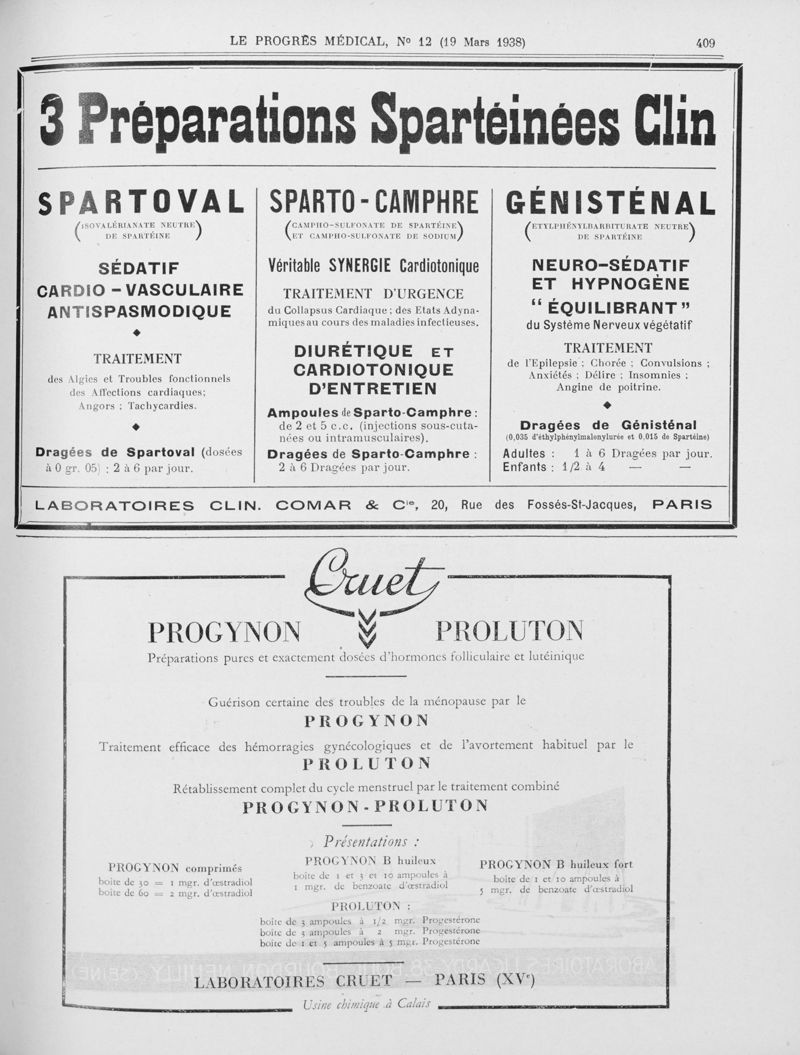 LE PROGRÈS MÉDICAL, No 12 (19 Mars 1938)
409
3 Préparations Spartéinées Clin
SPARTOVAL
(ISOVALÉRIANATE NEUTRE
DE SPARTÉINE)
SÉDATIF
CARDIO-VASCULAIRE
ANTISPASMODIQUE
TRAITEMENT
des Algies et Troubles fonctionnels
des Affections cardiaques;
Angors ; Tachycardies.
Dragées de Spartoval (dosées
à 0 gr. 05) : 2 à 6 par jour.
SPARTO-CAMPHRE
(CAMPHO-SULFONATE DE SPARTÉINE
ET CAMPHO-SULFONATE DE SODIUM)
Véritable SYNERGIE Cardiotonique
TRAITEMENT D'URGENCE
du Collapsus Cardiaque ; des Etats Adyna-
miques au cours des maladies infectieuses.
DIURÉTIQUE ET
CARDIOTONIQUE
D'ENTRETIEN
Ampoules de Sparto-Camphre :
de 2 et 5 c.c. (injections sous-cuta-
nées ou intramusculaires).
Dragées de Sparto-Camphre :
2 à 6 Dragées par jour.
GÉNISTÉNAL
(ETYLPHÉNYLBARBITURATE NEUTRE
DE SPARTÉINE)
NEURO-SÉDATIF
ET HYPNOGÈNE
“ ÉQUILIBRANT ”
du Système Nerveux végétatif
TRAITEMENT
de l'Epilepsie ; Chorée ; Convulsions ;
Anxiétés ; Délire ; Insomnies ;
Angine de poitrine.
Dragées de Génisténal
(0,035 d'éthylphénylmalonylurée et 0,015 de Spartéine)
Adultes : 1 à 6 Dragées par jour.
Enfants : 1/2 à 4 — —
LABORATOIRES CLIN. COMAR & Cie, 20, Rue des Fossés-St-Jacques, PARIS
Cruet
PROGYNON PROLUTON
Préparations pures et exactement dosées d'hormones folliculaire et lutéinique
Guérison certaine des troubles de la ménopause par le
PROGYNON
Traitement efficace des hémorragies gynécologiques et de l'avortement habituel par le
PROLUTON
Rétablissement complet du cycle menstruel par le traitement combiné
PROGYNON-PROLUTON
Présentations :
PROGYNON comprimés
boite de 30 = 1 mgr. d'œstradiol
boite de 60 = 2 mgr. d'œstradiol
PROGYNON B huileux
boite de 1 et 3 et 10 ampoules à
1 mgr. de benzoate d'œstradiol
PROGYNON B huileux fort
boite de 1 et 10 ampoules à
5 mgr. de benzoate d'œstradiol
PROLUTON :
boite de 3 ampoules à 1/2 mgr. Progestérone
boite de 3 ampoules à 2 mgr. Progestérone
boite de 1 et 5 ampoules à 5 mgr. Progestérone
LABORATOIRES CRUET — PARIS (XVe)
Usine chimique à Calais